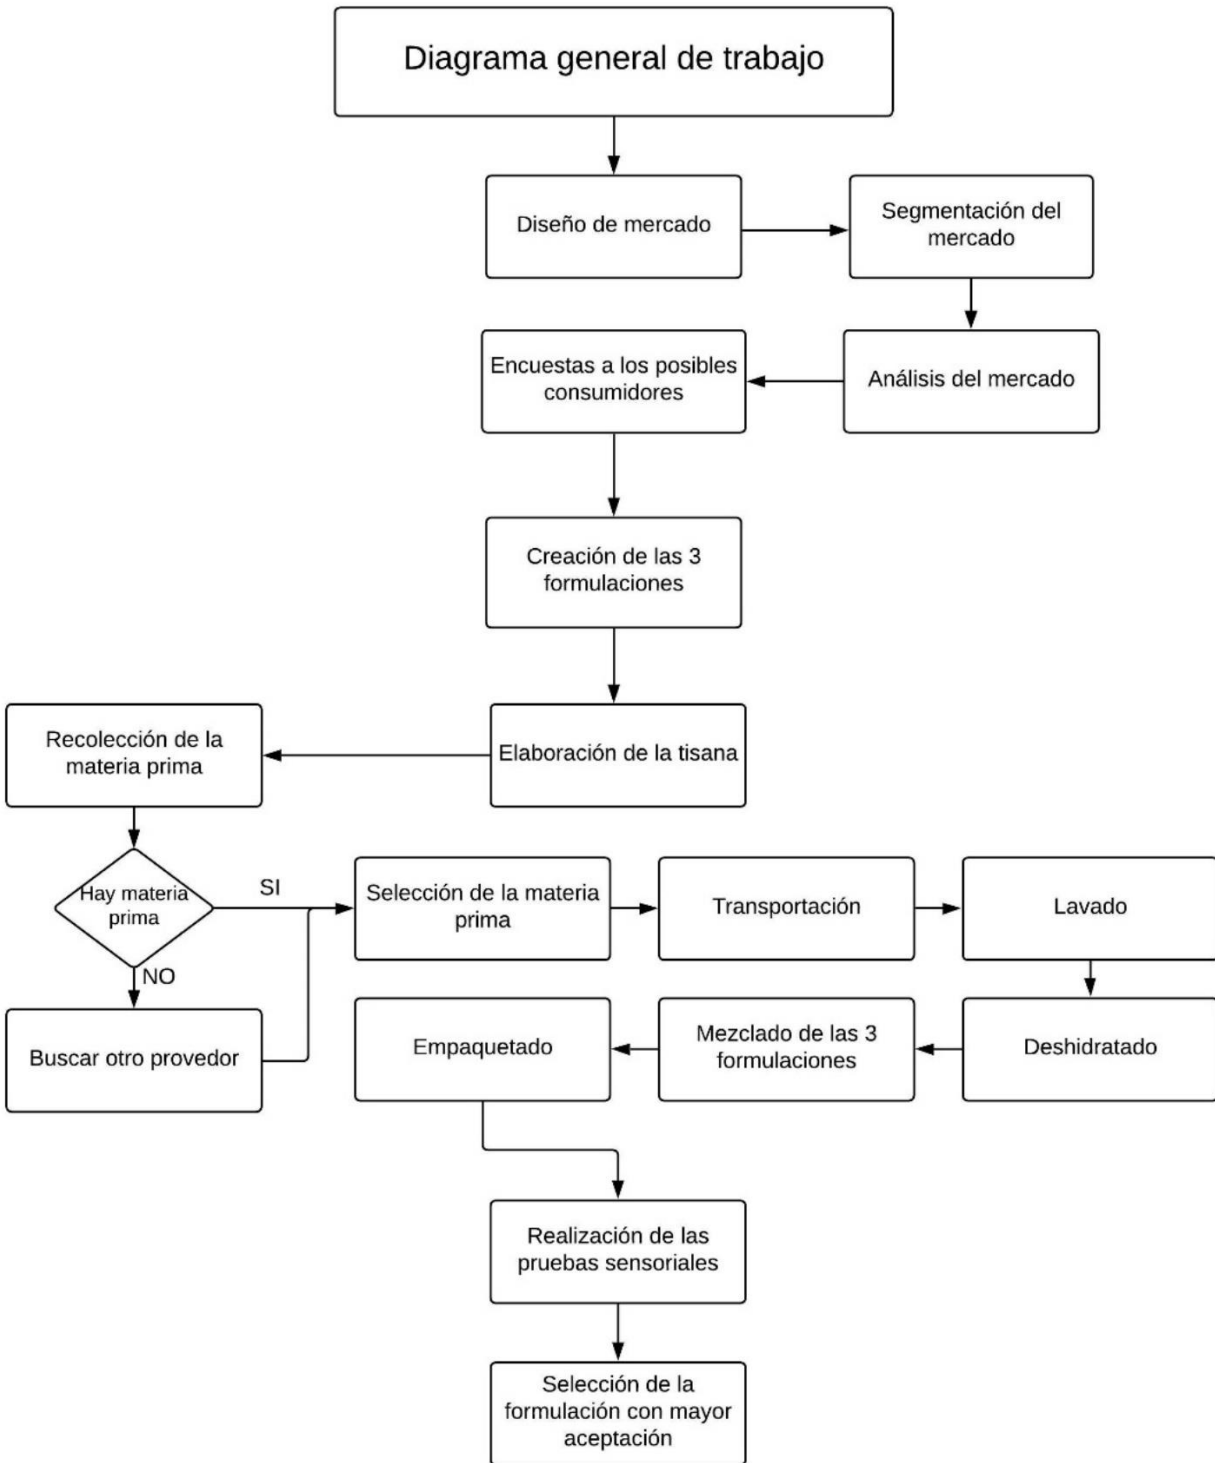 Diagrama general de trabajo
Diseño de mercado
Segmentación del
mercado
Análisis del mercado
Encuestas a los posibles
consumidores
Creación de las 3
formulaciones
Elaboración de la tisana
Recolección de la
materia prima
Hay materia
prima
SI
NO
Buscar otro provedor
Selección de la materia
prima
Transportación
Lavado
Deshidratado
Mezclado de las 3
formulaciones
Empaquetado
Realización de las
pruebas sensoriales
Selección de la
formulación con mayor
aceptación